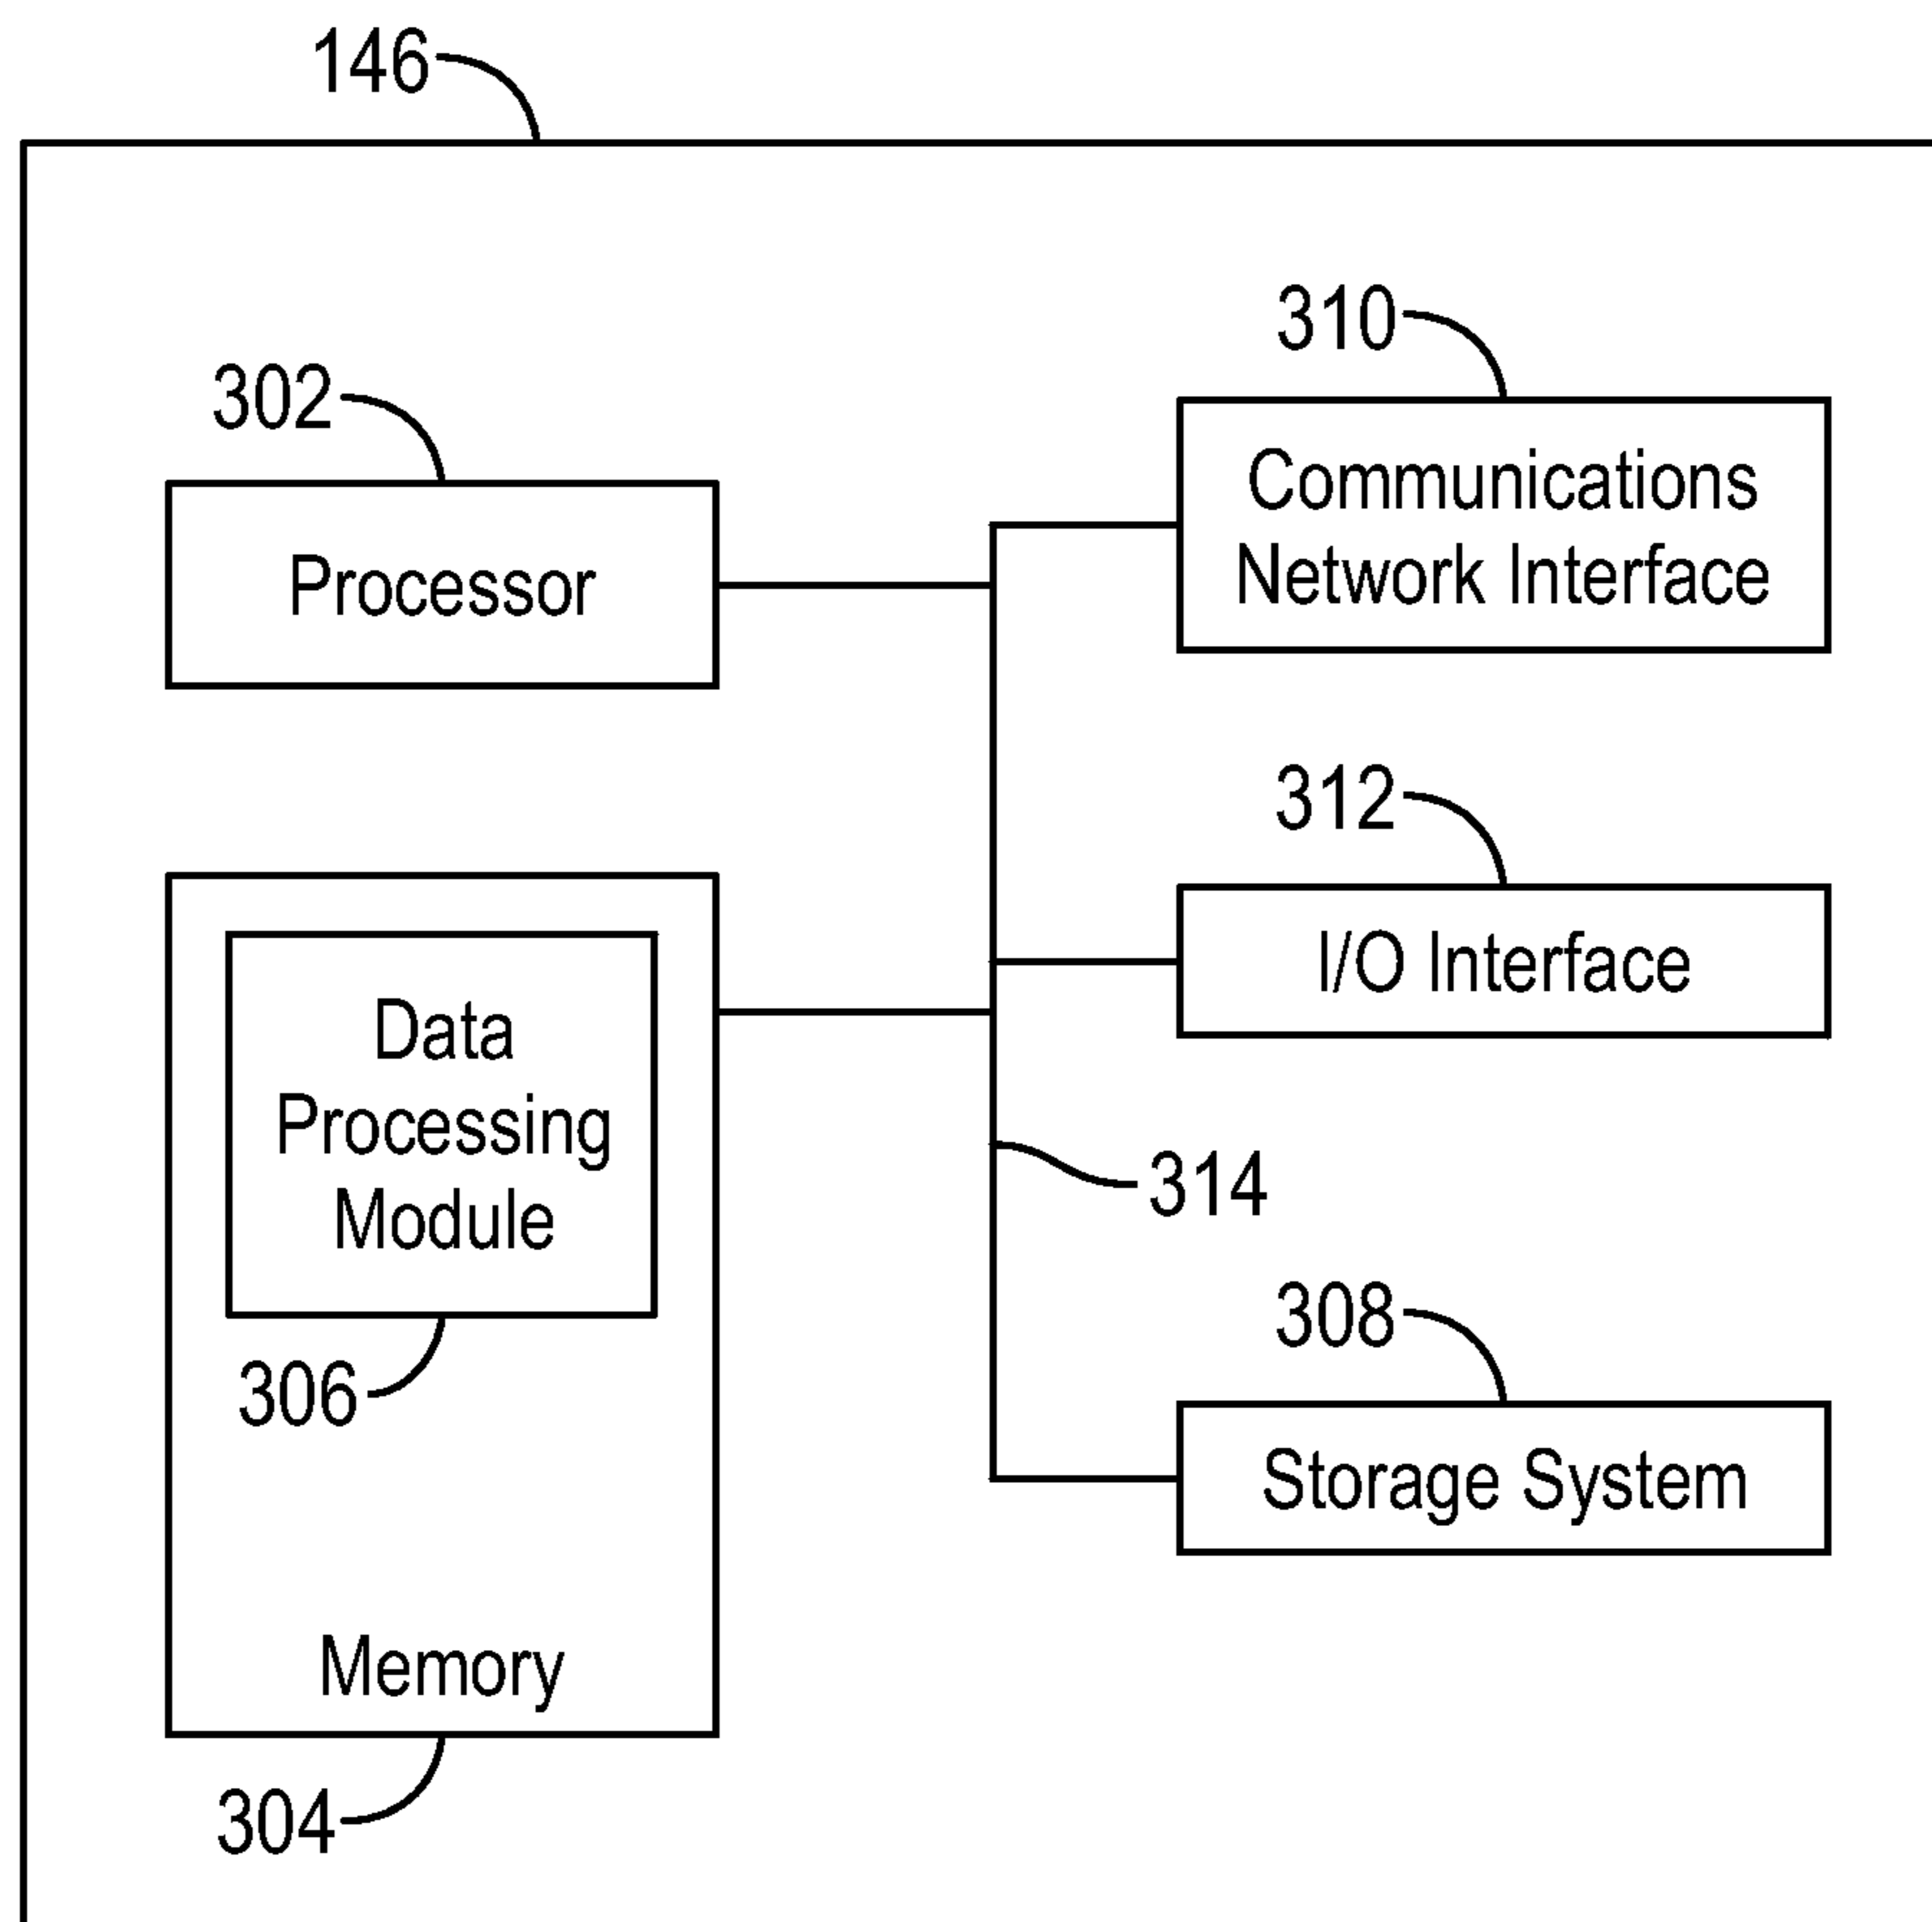 146
302
Processor
310
Communications
Network Interface
312
I/O Interface
Data
Processing
Module
306
314
308
Storage System
Memory
304